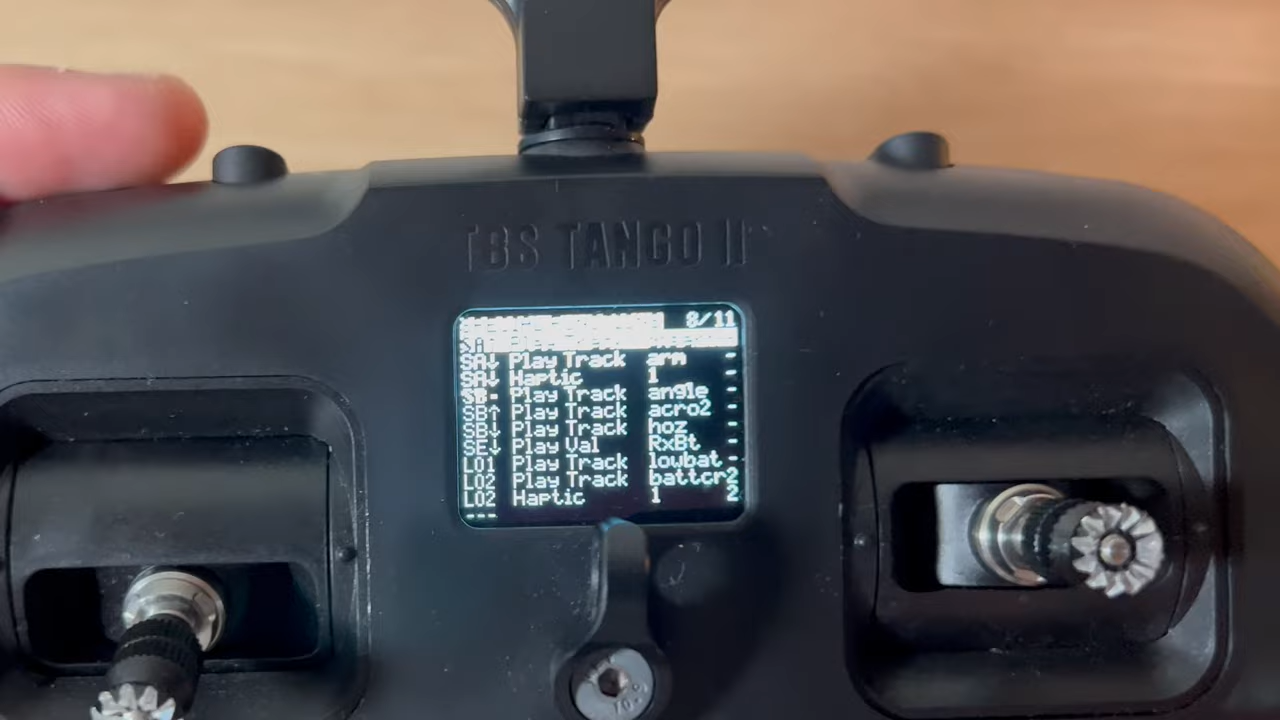 TBS TANGO II
8/11
SA↓ Play Track arm -
SA↓ Haptic 1 -
SB- Play Track angle -
SB↑ Play Track acro2 -
SB↓ Play Track hoz -
SE↓ Play Val RxBt -
L01 Play Track lowbat -
L02 Play Track battcr2
L02 Haptic 1 2
---